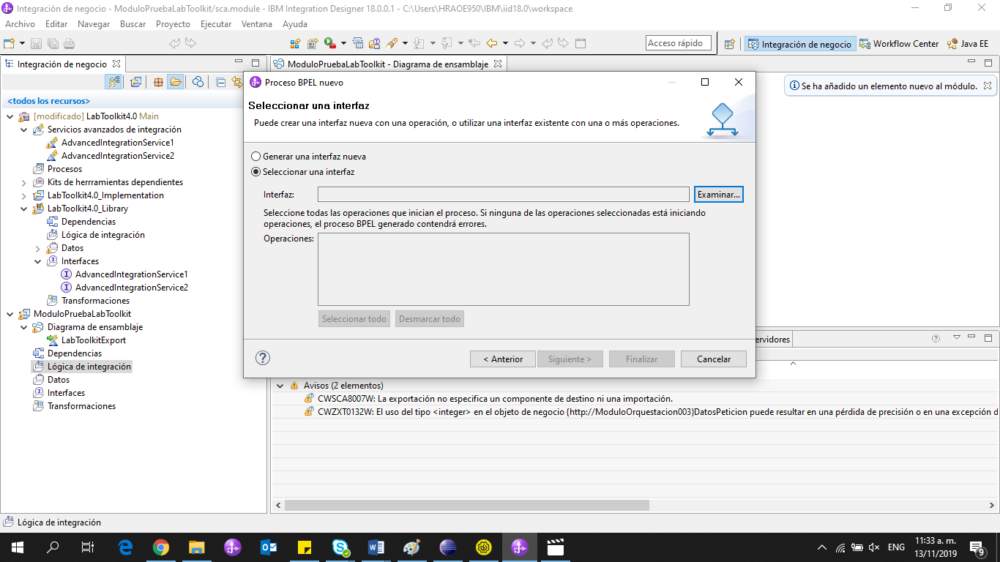 Integración de negocio - ModuloPruebaLabToolkit/sca.module - IBM Integration Designer 18.0.0.1 - C:\Users\HRAOE950\IBM\iid18.0\workspace
Archivo Editar Navegar Buscar Proyecto Ejecutar Ventana Ayuda
Acceso rápido
Integración de negocio
Workflow Center
Java EE
Integración de negocio
ModuloPruebaLabToolkit - Diagrama de ensamblaje
Se ha añadido un elemento nuevo al módulo.
<todos los recursos>
[modificado] LabToolkit4.0 Main
Servicios avanzados de integración
AdvancedIntegrationService1
AdvancedIntegrationService2
Procesos
Kits de herrramientas dependientes
LabToolkit4.0_Implementation
LabToolkit4.0_Library
Dependencias
Lógica de integración
Datos
Interfaces
AdvancedIntegrationService1
AdvancedIntegrationService2
Transformaciones
ModuloPruebaLabToolkit
Diagrama de ensamblaje
LabToolkitExport
Dependencias
Lógica de integración
Datos
Interfaces
Transformaciones
Proceso BPEL nuevo
Seleccionar una interfaz
Puede crear una interfaz nueva con una operación, o utilizar una interfaz existente con una o más operaciones.
Generar una interfaz nueva
Seleccionar una interfaz
Interfaz:
Examinar...
Seleccione todas las operaciones que inician el proceso. Si ninguna de las operaciones seleccionadas está iniciando
operaciones, el proceso BPEL generado contendrá errores.
Operaciones:
Seleccionar todo
Desmarcar todo
?
< Anterior
Siguiente >
Finalizar
Cancelar
ervidores
Avisos (2 elementos)
CWSCA8007W: La exportación no especifica un componente de destino ni una importación.
CWZXT0132W: El uso del tipo <integer> en el objeto de negocio {http://ModuloOrquestacion003}DatosPeticion puede resultar en una pérdida de precisión o en una excepción d
Lógica de integración
ENG
11:33 a. m.
13/11/2019
9